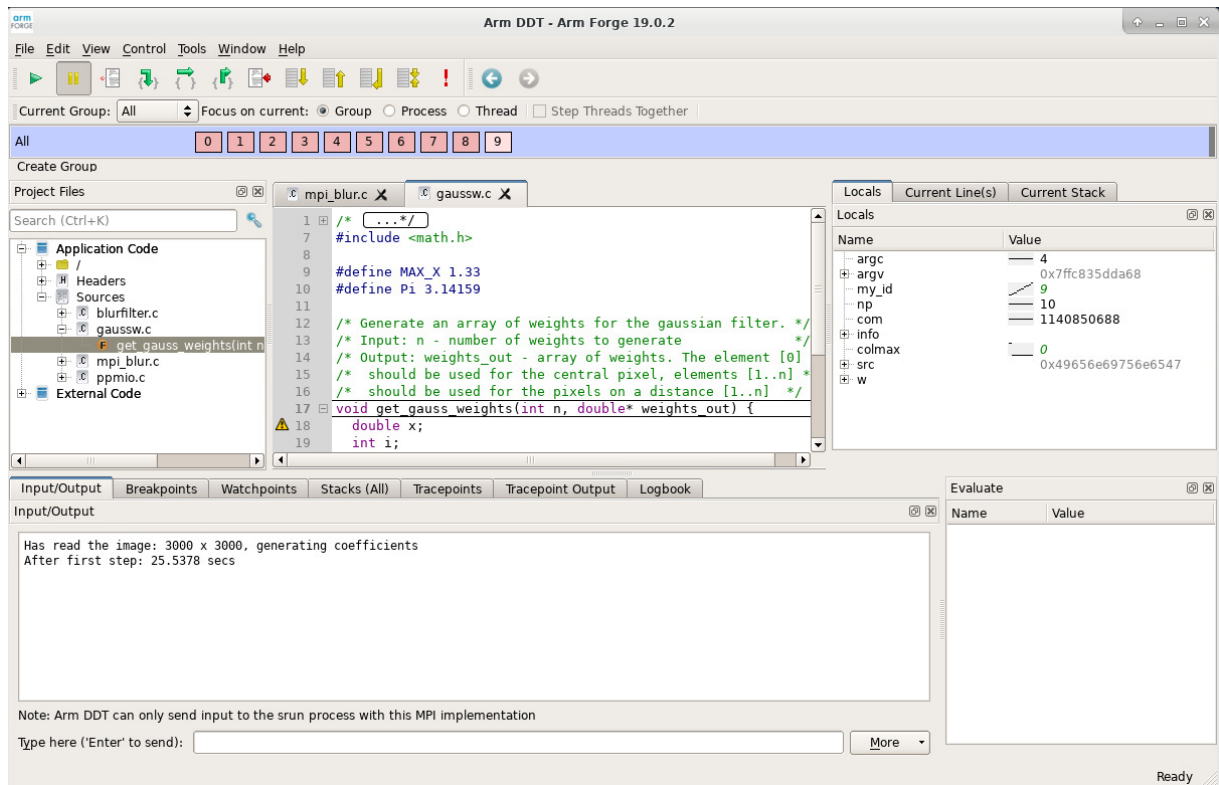 arm
FORGE
Arm DDT - Arm Forge 19.0.2
File Edit View Control Tools Window Help
Current Group: All Focus on current: Group Process Thread Step Threads Together
All 0 1 2 3 4 5 6 7 8 9
Create Group
Project Files
Search (Ctrl+K)
Application Code
/
H Headers
Sources
.c blurfilter.c
.c gaussw.c
F get_gauss_weights(int n
.c mpi_blur.c
.c ppmio.c
External Code
.c mpi_blur.c .c gaussw.c
1 /* ...*/
7 #include <math.h>
8
9 #define MAX_X 1.33
10 #define Pi 3.14159
11
12 /* Generate an array of weights for the gaussian filter. */
13 /* Input: n - number of weights to generate */
14 /* Output: weights_out - array of weights. The element [0]
15 /* should be used for the central pixel, elements [1..n] *
16 /* should be used for the pixels on a distance [1..n] */
17 void get_gauss_weights(int n, double* weights_out) {
18 double x;
19 int i;
Locals Current Line(s) Current Stack
Locals
Name Value
argc 4
argv 0x7ffc835dda68
my_id 9
np 10
com 1140850688
info
colmax 0
src 0x49656e69756e6547
w
Input/Output Breakpoints Watchpoints Stacks (All) Tracepoints Tracepoint Output Logbook
Input/Output
Has read the image: 3000 x 3000, generating coefficients
After first step: 25.5378 secs
Note: Arm DDT can only send input to the srun process with this MPI implementation
Type here ('Enter' to send): More
Evaluate
Name Value
Ready